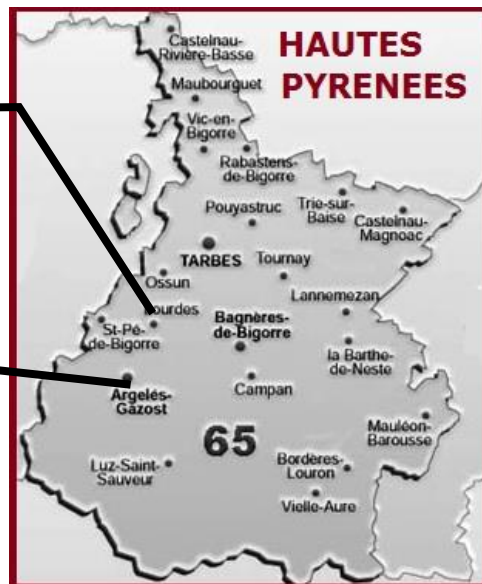 HAUTES
PYRENEES
Castelnau-
Rivière-Basse
Maubourguet
Vic-en-
Bigorre
Rabastens-
de-Bigorre
Trie-sur-
Baise
Castelnau-
Magnoac
Pouyastruc
TARBES
Tournay
Ossun
Lannemezan
St-Pé-
de-Bigorre
Bagnères-
de-Bigorre
la Barthe-
de-Neste
Argelés-
Gazost
Campan
Mauléon-
Barousse
65
Luz-Saint-
Sauveur
Bordères-
Louron
Vielle-Aure